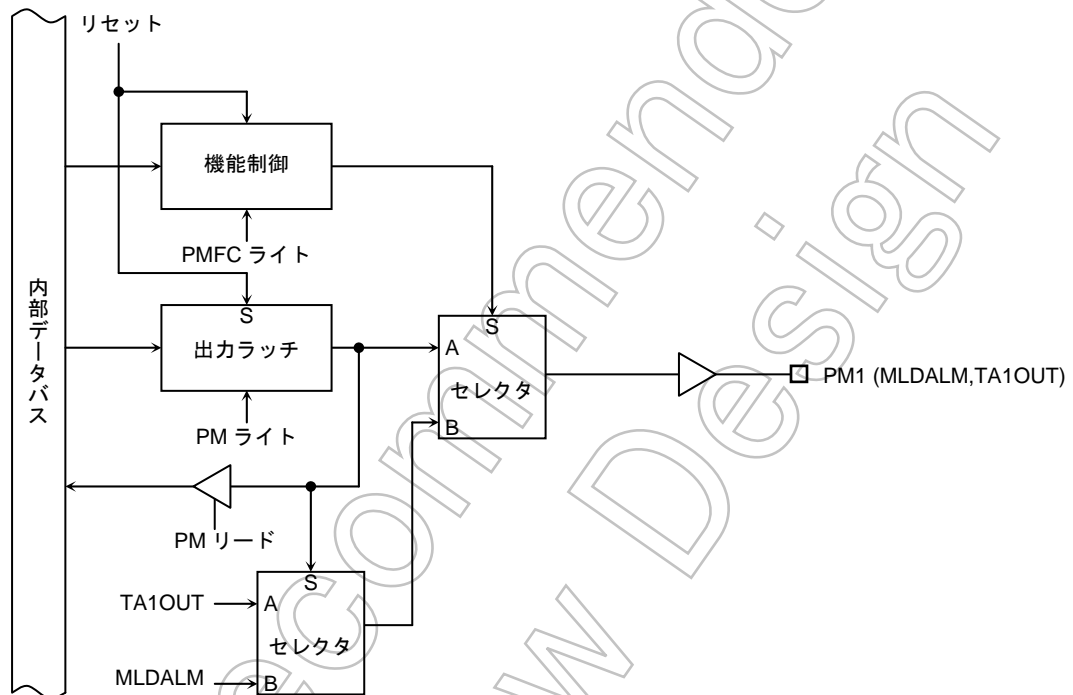 リセット
機能制御
PMFC ライト
内部データバス
S
出力ラッチ
PM ライト
S
A
セレクタ
B
PM1 (MLDALM,TA1OUT)
PM リード
S
TA1OUT
A
セレクタ
MLDALM
B
ecommende
w Design